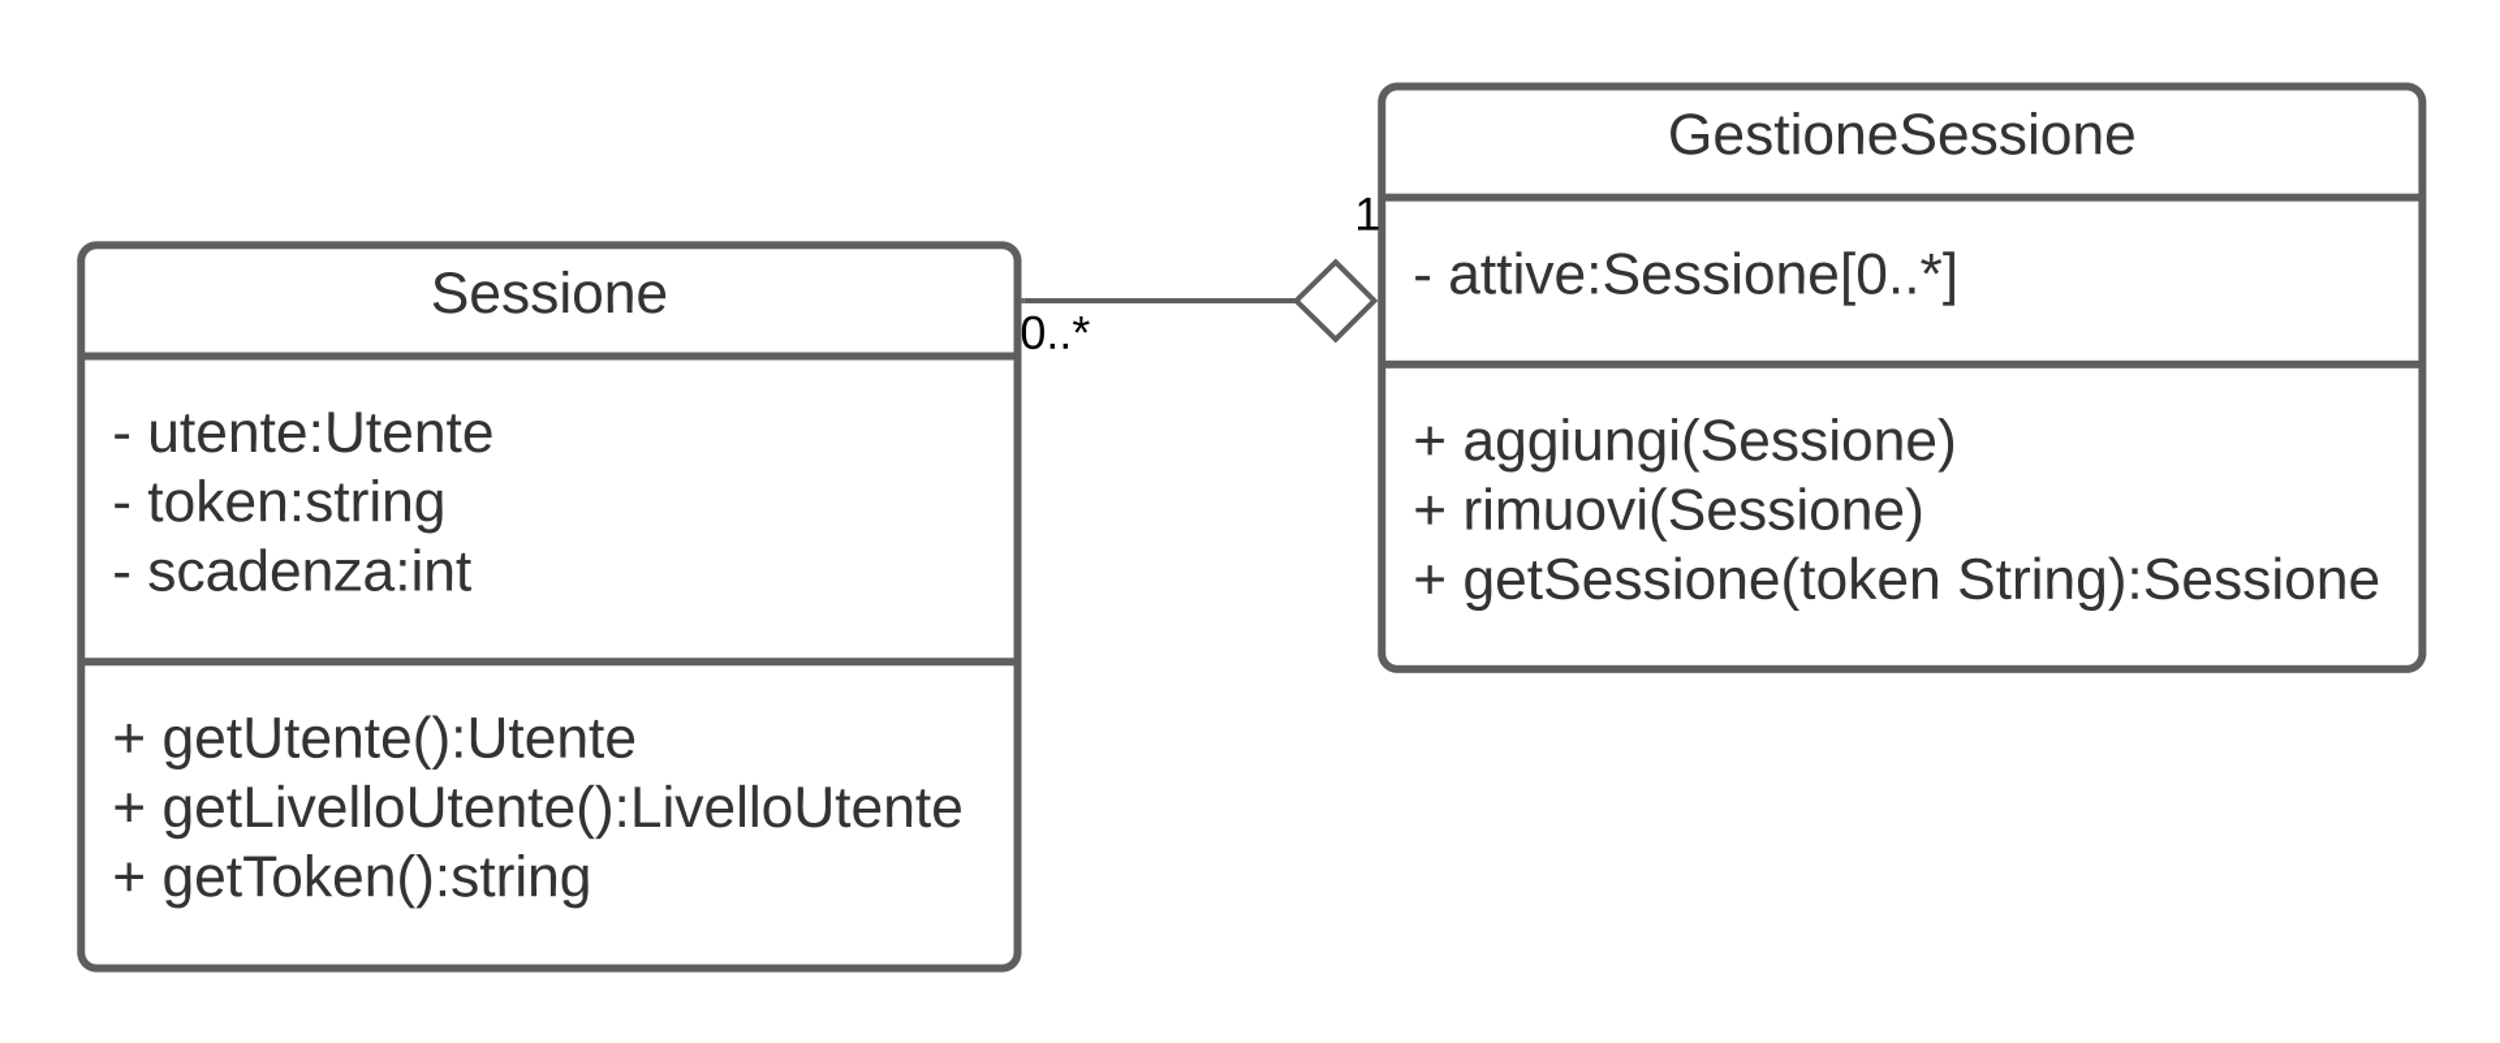 Sessione
- utente:Utente
- token:string
- scadenza:int
+ getUtente():Utente
+ getLivelloUtente():LivelloUtente
+ getToken():string
0..*
1
GestioneSessione
- attive:Sessione[0..*]
+ aggiungi(Sessione)
+ rimuovi(Sessione)
+ getSessione(token String):Sessione